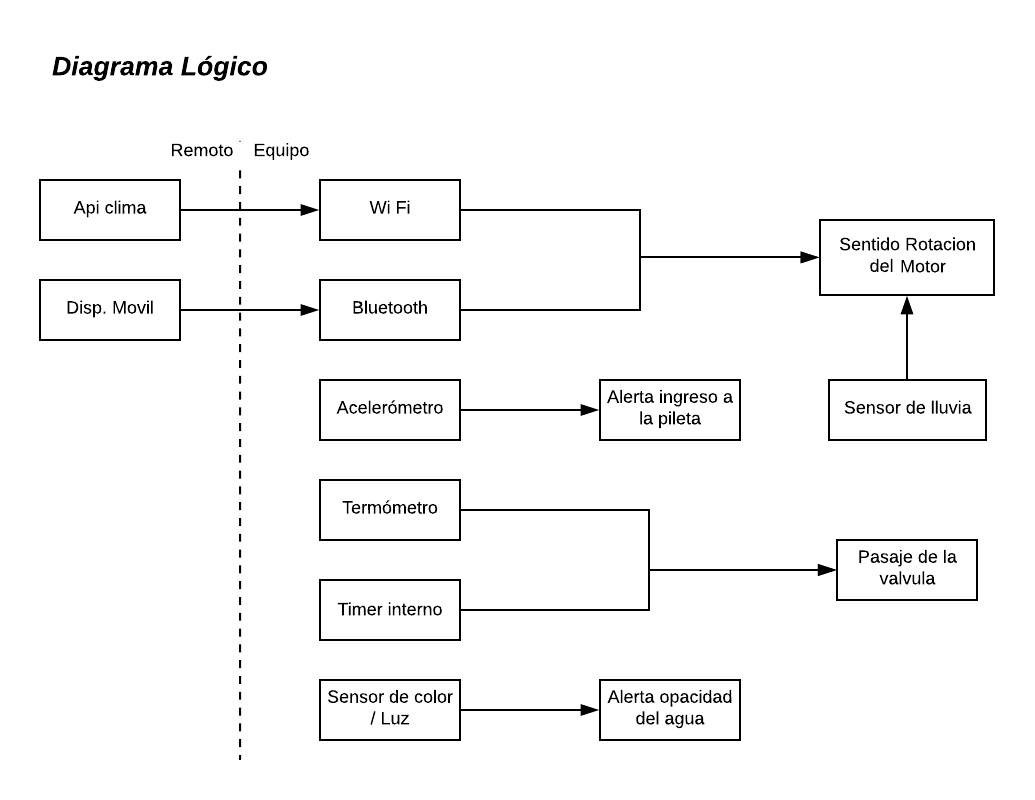 Diagrama Lógico
Remoto Equipo
Api clima
Wi Fi
Sentido Rotacion
del Motor
Disp. Movil
Bluetooth
Acelerómetro
Alerta ingreso a
la pileta
Sensor de lluvia
Termómetro
Pasaje de la
valvula
Timer interno
Sensor de color
/ Luz
Alerta opacidad
del agua